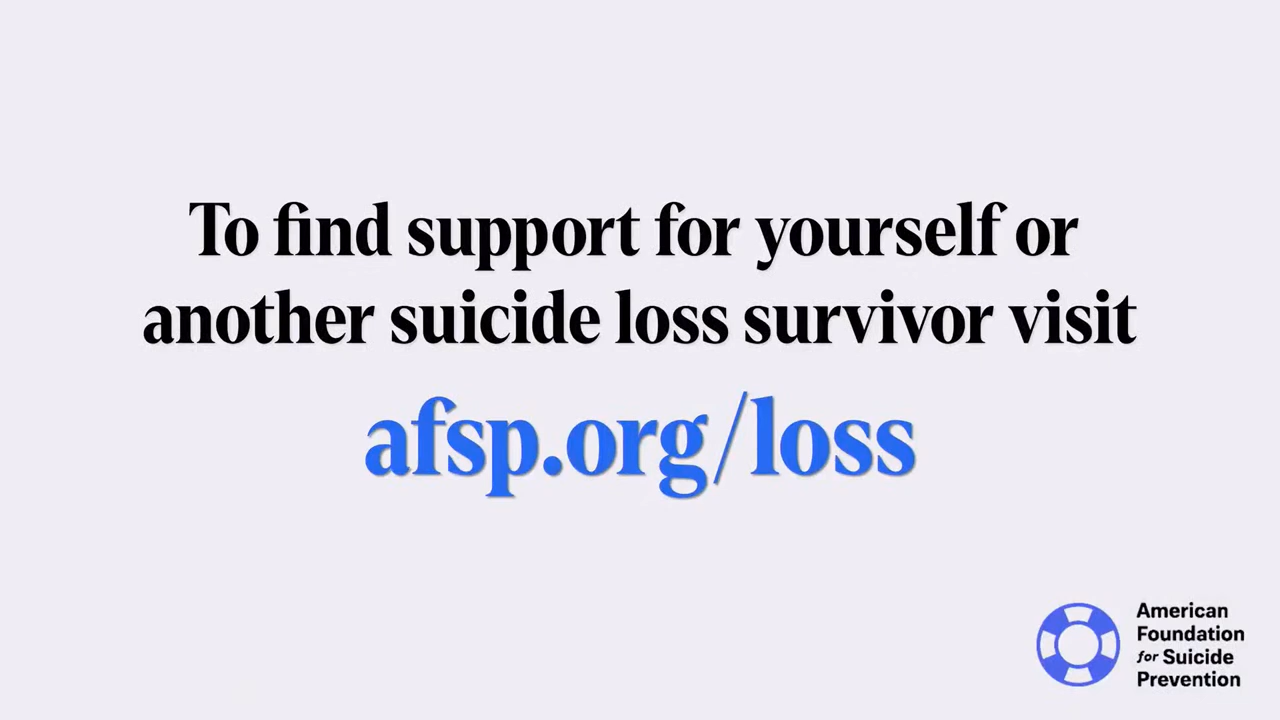 To find support for yourself or
another suicide loss survivor visit
afsp.org/loss
American
Foundation
for Suicide
Prevention